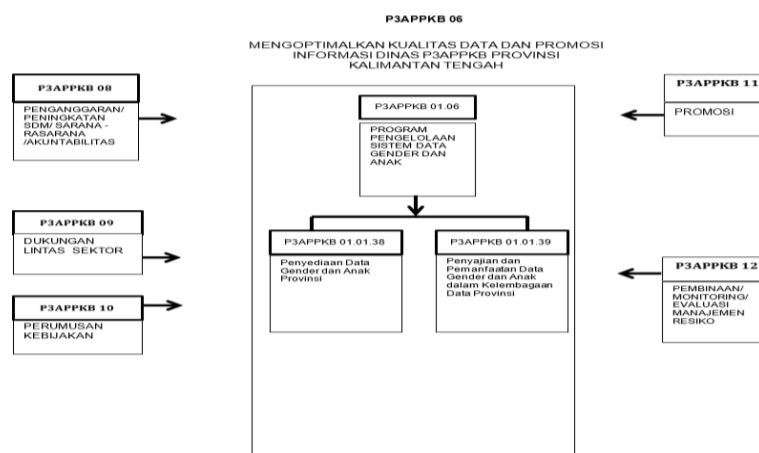 P3APPKB 06
MENGOPTIMALKAN KUALITAS DATA DAN PROMOSI
INFORMASI DINAS P3APPKB PROVINSI
KALIMANTAN TENGAH
P3APPKB 08
PENGANGGARAN/
PENINGKATAN
SDM/ SARANA -
RASARANA
/AKUNTABILITAS
P3APPKB 09
DUKUNGAN
LINTAS SEKTOR
P3APPKB 10
PERUMUSAN
KEBIJAKAN
P3APPKB 01.06
PROGRAM
PENGELOLAAN
SISTEM DATA
GENDER DAN
ANAK
P3APPKB 01.01.38
Penyediaan Data
Gender dan Anak
Provinsi
P3APPKB 01.01.39
Penyajian dan
Pemanfaatan Data
Gender dan Anak
dalam Kelembagaan
Data Provinsi
P3APPKB 11
PROMOSI
P3APPKB 12
PEMBINAAN/
MONITORING/
EVALUASI
MANAJEMEN
RESIKO